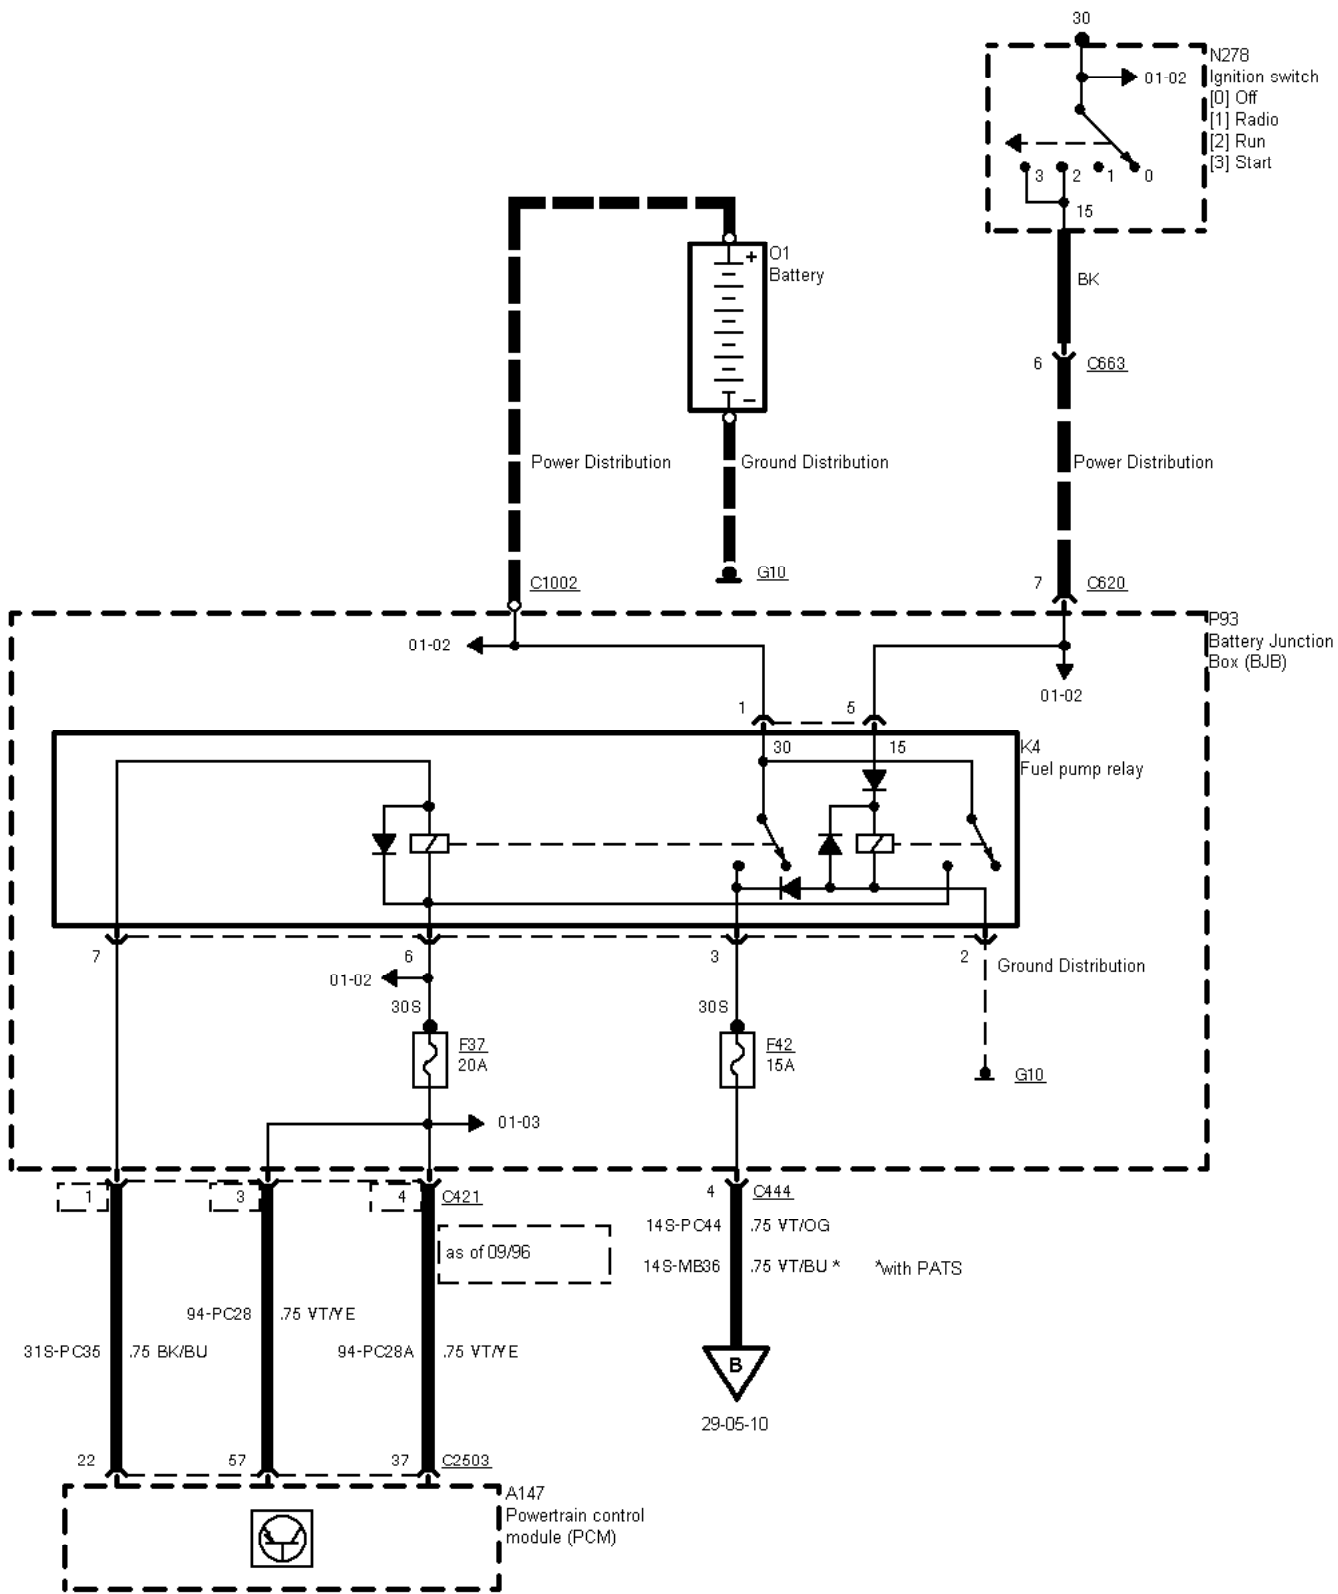 30
N278
01-02
Ignition switch
[0] Off
[1] Radio
[2] Run
[3] Start
3
2
1
0
15
O1
+
Battery
−
BK
6
C663
Power Distribution
Ground Distribution
Power Distribution
C1002
G10
7
C620
P93
Battery Junction
Box (BJB)
01-02
01-02
1
5
30
15
K4
Fuel pump relay
7
6
3
2
Ground Distribution
01-02
30S
30S
F37
20A
F42
15A
G10
01-03
1
3
4
C421
4
C444
14S-PC44
.75 VT/OG
as of 09/96
14S-MB36
.75 VT/BU *
*with PATS
94-PC28
.75 VT/YE
31S-PC35
.75 BK/BU
94-PC28A
.75 VT/YE
B
29-05-10
22
57
37
C2503
A147
Powertrain control
module (PCM)